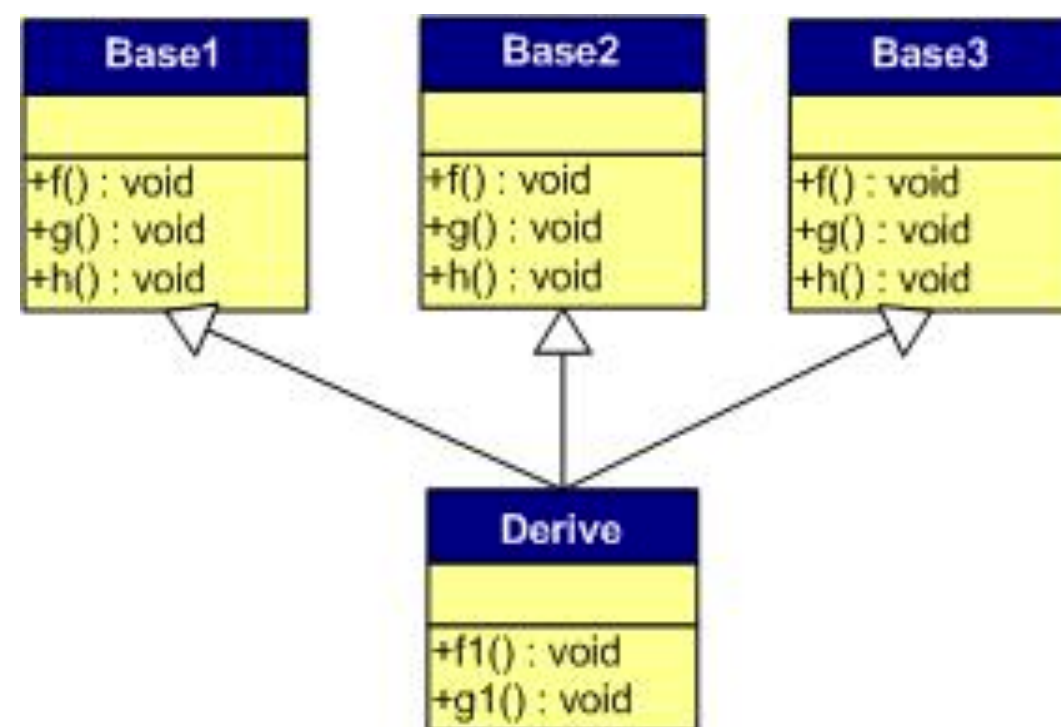 Base1
+f() : void
+g() : void
+h() : void
Base2
+f() : void
+g() : void
+h() : void
Base3
+f() : void
+g() : void
+h() : void
Derive
+f1() : void
+g1() : void